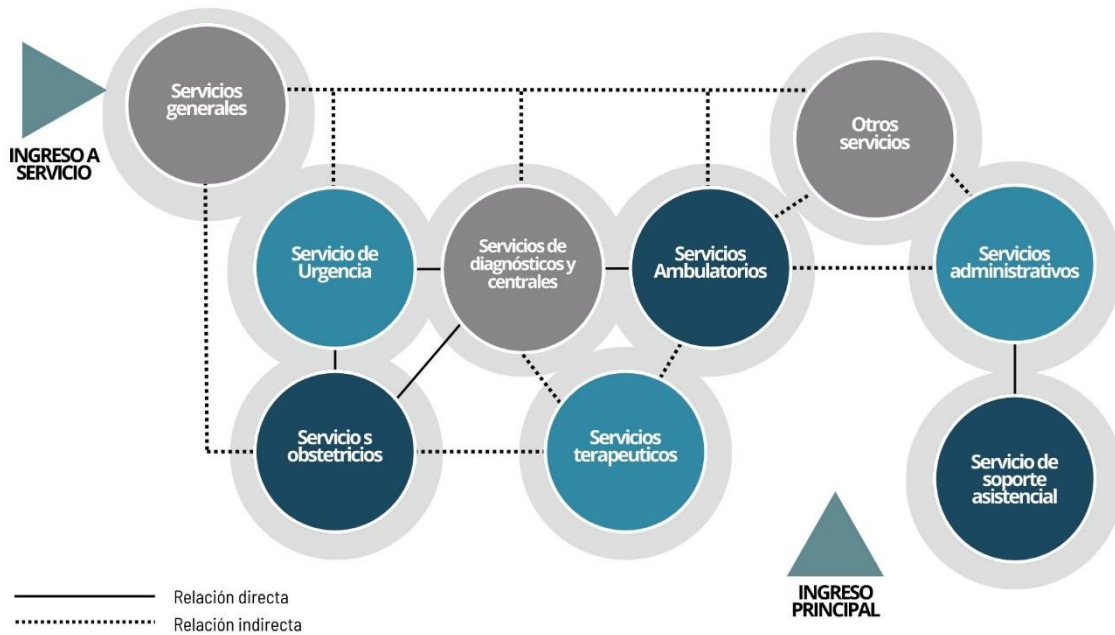 Servicios
generales
INGRESO A
SERVICIO
Otros
servicios
Servicio de
Urgencia
Servicios de
diagnósticos y
centrales
Servicios
Ambulatorios
Servicios
administrativos
Servicio s
obstetricios
Servicios
terapeuticos
Servicio de
soporte
asistencial
INGRESO
PRINCIPAL
Relación directa
Relación indirecta